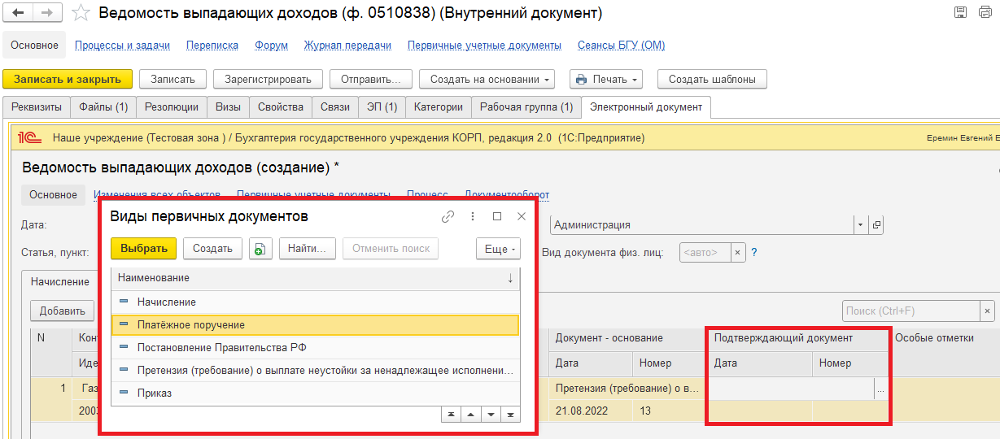 Ведомость выпадающих доходов (ф. 0510838) (Внутренний документ)
Основное Процессы и задачи Переписка Форум Журнал передачи Первичные учетные документы Сеансы БГУ (ОМ)
Записать и закрыть Записать Зарегистрировать Отправить... Создать на основании Печать Создать шаблоны
Реквизиты Файлы (1) Резолюции Визы Свойства Связи ЭП (1) Категории Рабочая группа (1) Электронный документ
1С Наше учреждение (Тестовая зона ) / Бухгалтерия государственного учреждения КОРП, редакция 2.0 (1С:Предприятие) Еремин Евгений
Ведомость выпадающих доходов (создание) *
Основное Изменения всех объектов Первичные учетные документы Процесс Документооборот
Виды первичных документов
Дата: Администрация
Выбрать Создать Найти... Отменить поиск Еще
Статья, пункт: Вид документа физ. лиц: <авто> × ?
Наименование ↓
Начисление
Начисление
Добавить Платёжное поручение Поиск (Ctrl+F) ×
N Конт Постановление Правительства РФ Документ - основание Подтверждающий документ Особые отметки
Иде Претензия (требование) о выплате неустойки за ненадлежащее исполнени... Дата Номер Дата Номер
1 Газ Приказ Претензия (требование) о в... ...
2003 21.08.2022 13